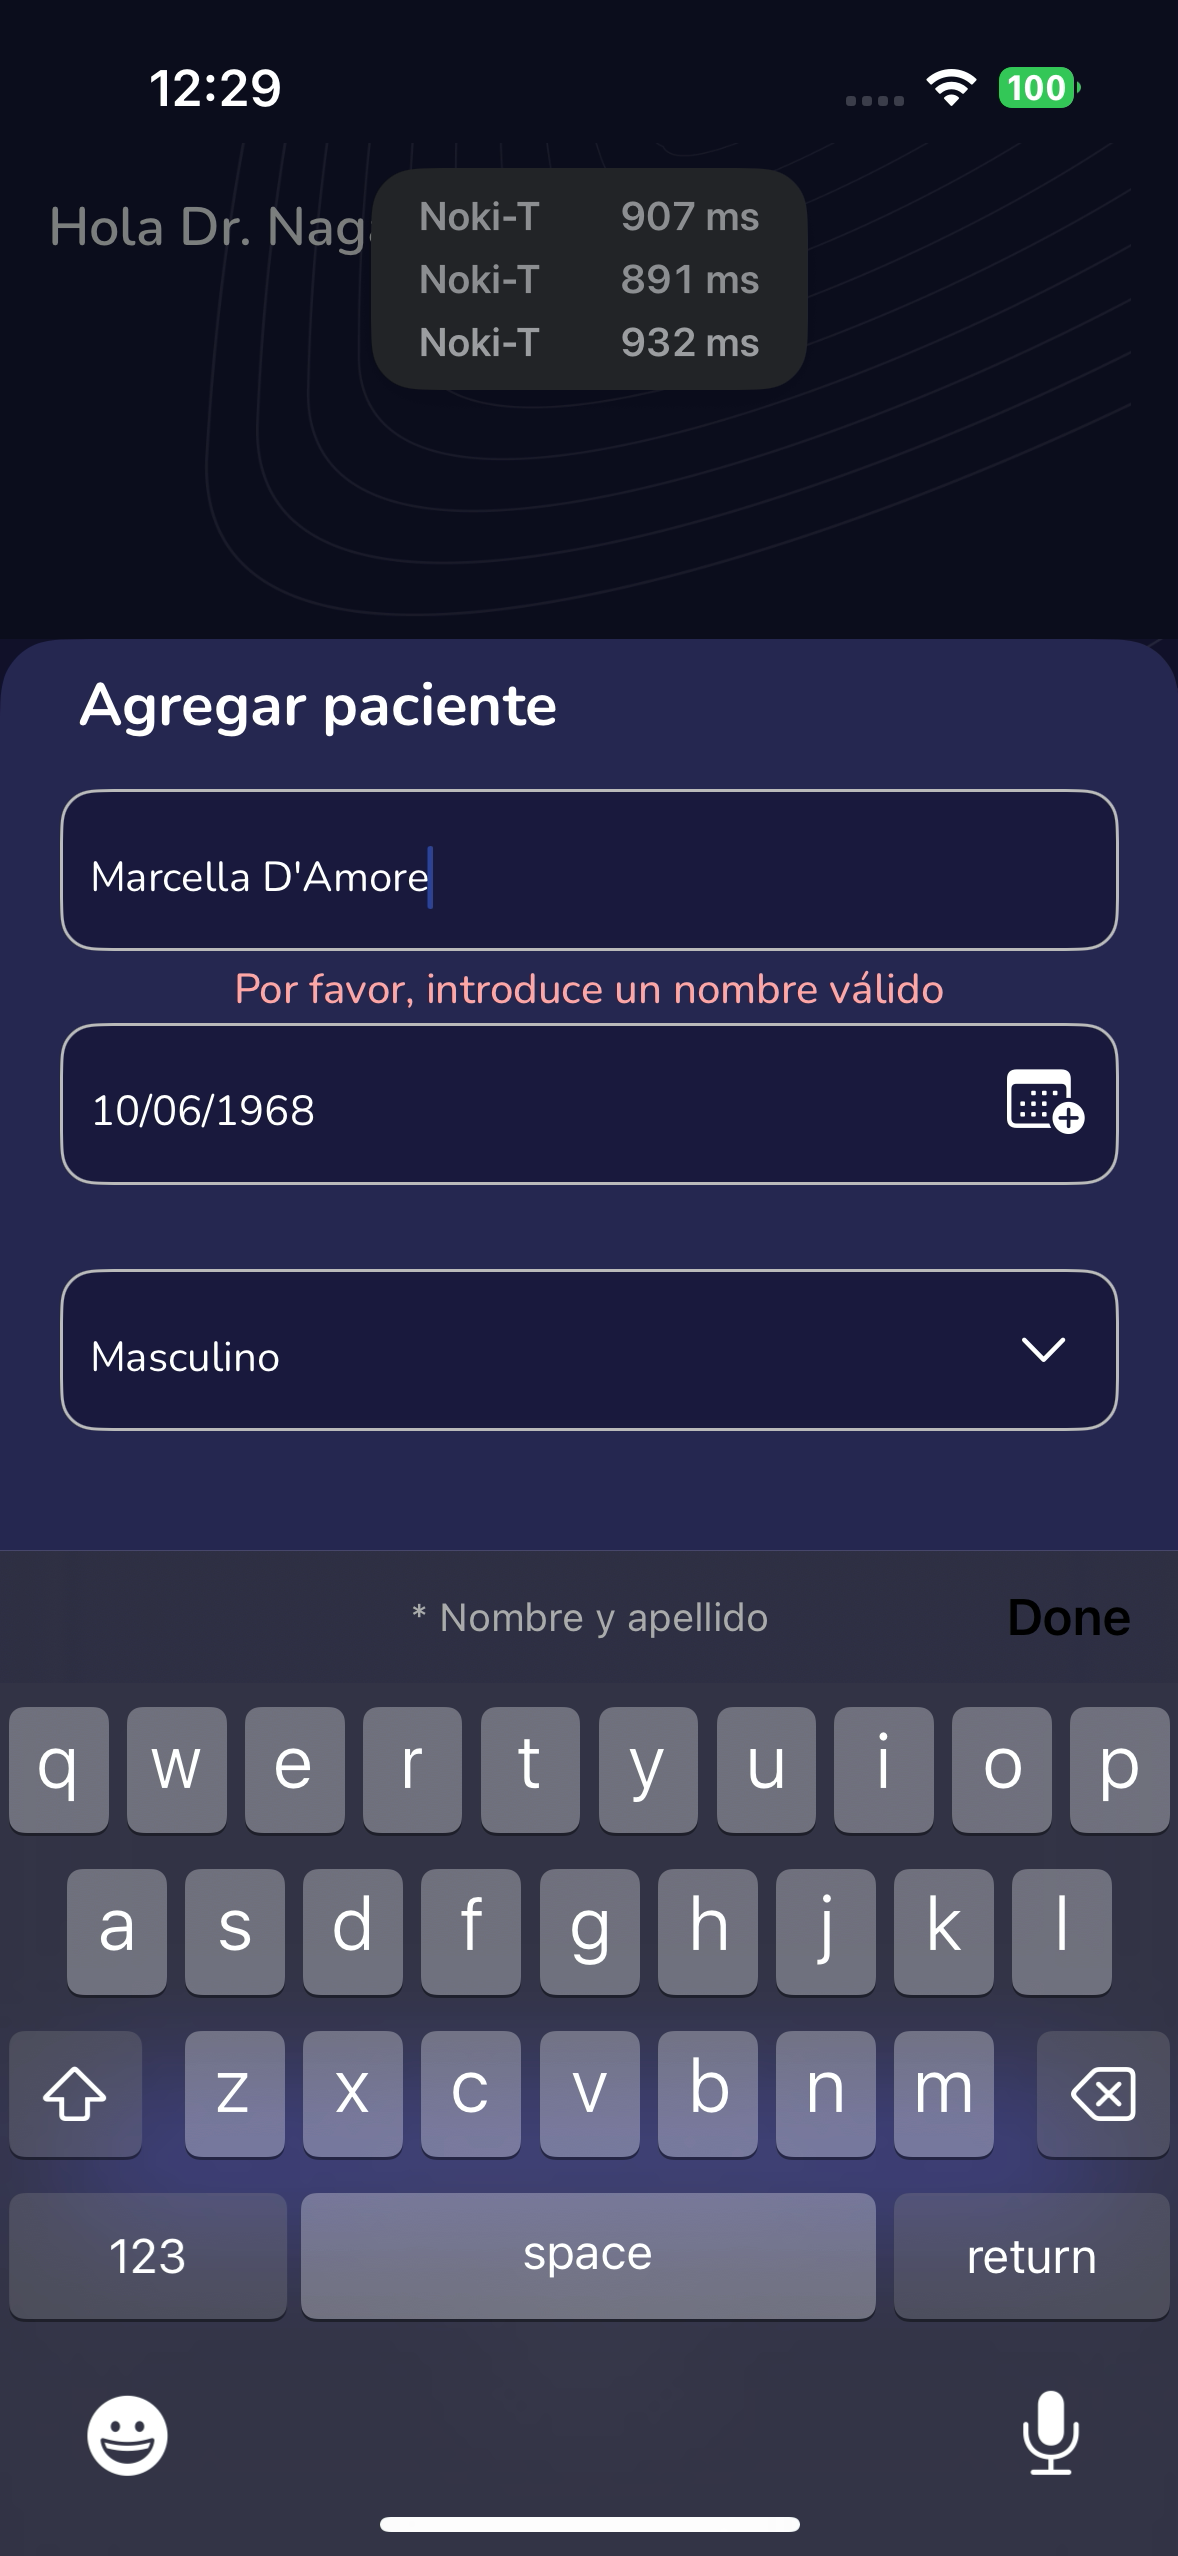 12:29
100
Hola Dr.
Noki-T 907 ms
Noki-T 891 ms
Noki-T 932 ms
Agregar paciente
Marcella D'Amore
Por favor, introduce un nombre válido
10/06/1968
Masculino
* Nombre y apellido
Done
q w e r t y u i o p
a s d f g h j k l
z x c v b n m
123 space return